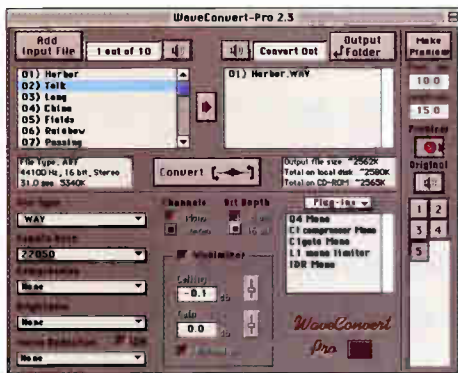 WaveConvert-Pro 2.3
Add Input File
1 out of 10
Convert Out
Output Folder
Make Preview
01) Harbor
02) Talk
03) Long
04) China
05) Fields
06) Rainbow
07) Passing
01) Harbor.WAV
10.0
15.0
Preview
Original
File Type, AIFF
44100 Hz, 16 bit, Stereo
31.0 sec 5340K
Convert
Output file size ~2562K
Total on local disk ~2580K
Total on CD-ROM ~2565K
WAV
Channels
Bit Depth
Mono
Plug-ins
22050
Q4 Mono
C1 compressor Mono
C1gate Mono
L1 mono limiter
IDR Mono
None
Maximizer
Ceiling
-0.1
db
Gain
0.0
db
None
None
1 2
3 4
5
WaveConvert
Pro